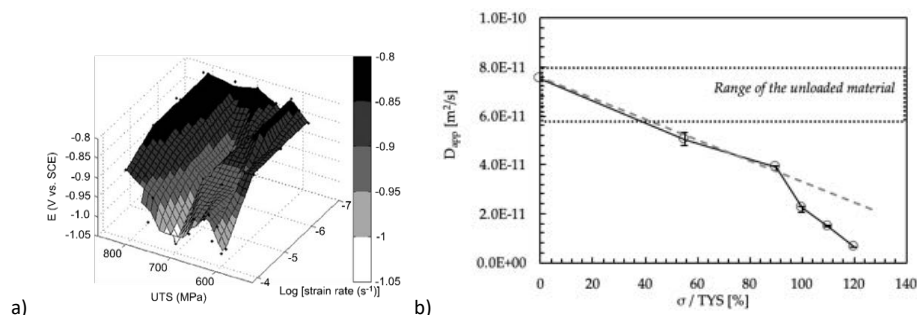 -0.8
-0.85
-0.9
-0.95
-1.0
-1.05
E (V vs. SCE)
800
700
600
UTS (MPa)
-7
-6
-5
-4
Log [strain rate (s⁻¹)]
-0.8
-0.85
-0.9
-0.95
-1
-1.05
a)
1.0E-10
8.0E-11
6.0E-11
4.0E-11
2.0E-11
0.0E+00
D_app [m²/s]
Range of the unloaded material
0 20 40 60 80 100 120 140
σ / TYS [%]
b)